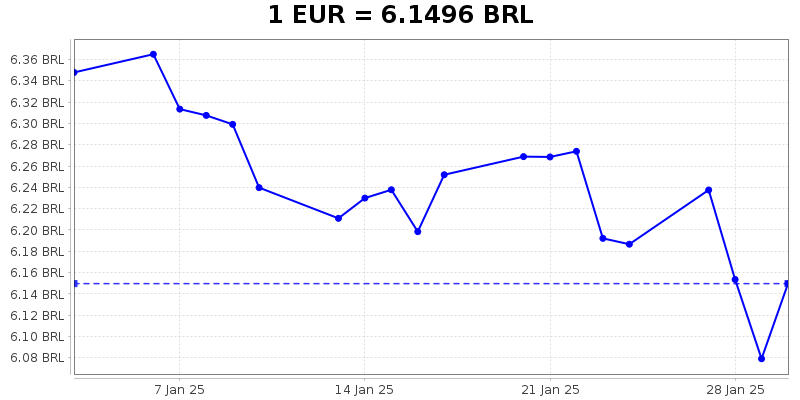 1 EUR = 6.1496 BRL
6.36 BRL
6.34 BRL
6.32 BRL
6.30 BRL
6.28 BRL
6.26 BRL
6.24 BRL
6.22 BRL
6.20 BRL
6.18 BRL
6.16 BRL
6.14 BRL
6.12 BRL
6.10 BRL
6.08 BRL
7 Jan 25 14 Jan 25 21 Jan 25 28 Jan 25